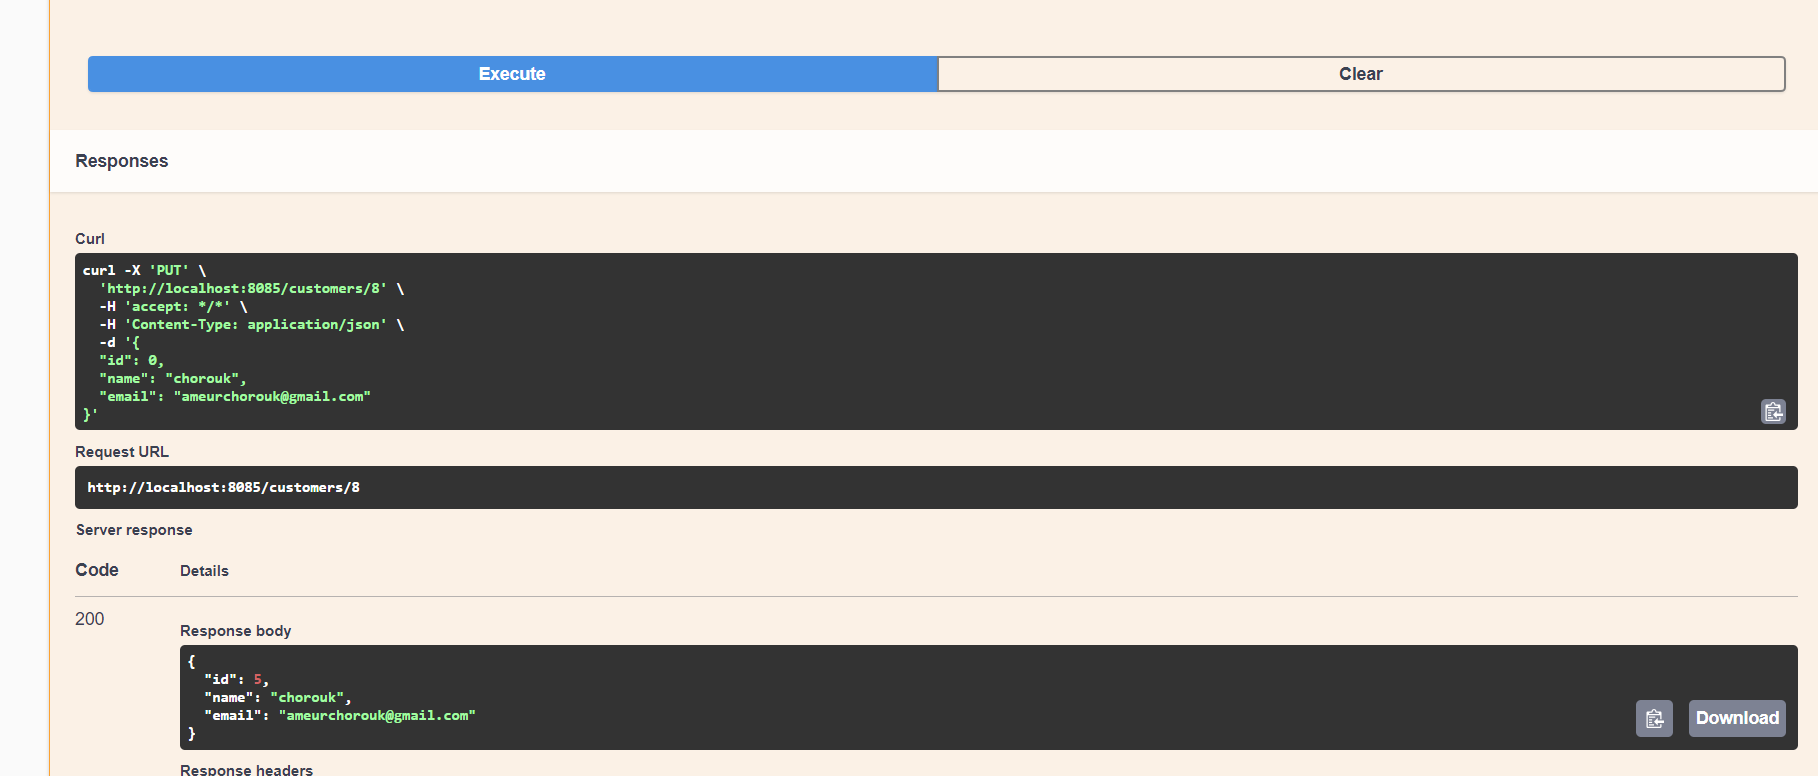 Execute
Clear
Responses
Curl
curl -X 'PUT' \
  'http://localhost:8085/customers/8' \
  -H 'accept: */*' \
  -H 'Content-Type: application/json' \
  -d '{
  "id": 0,
  "name": "chorouk",
  "email": "ameurchorouk@gmail.com"
}'
Request URL
http://localhost:8085/customers/8
Server response
Code
Details
200
Response body
{
  "id": 5,
  "name": "chorouk",
  "email": "ameurchorouk@gmail.com"
}
Download
Response headers